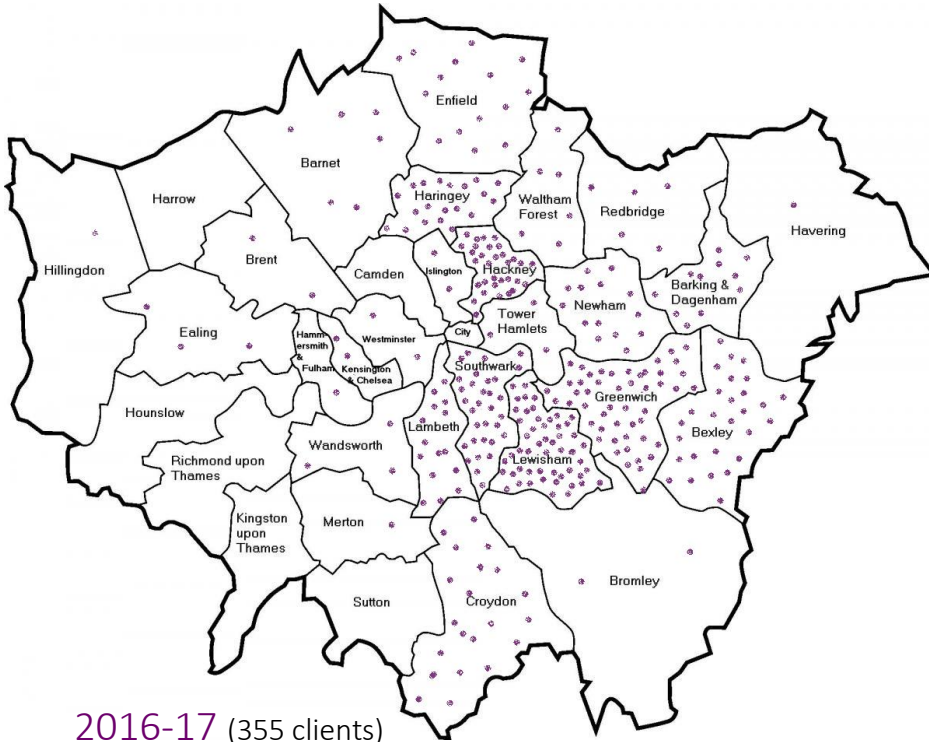 Enfield
Barnet
Haringey
Waltham
Forest
Redbridge
Havering
Harrow
Hillingdon
Brent
Camden
Islington
Hackney
Barking &
Dagenham
Newham
Tower
Hamlets
Ealing
Hamm-
ersmith
&
Fulham
Kensington
& Chelsea
Westminster
City
Southwark
Greenwich
Bexley
Hounslow
Richmond upon
Thames
Wandsworth
Lambeth
Lewisham
Kingston
upon
Thames
Merton
Sutton
Croydon
Bromley
2016-17 (355 clients)